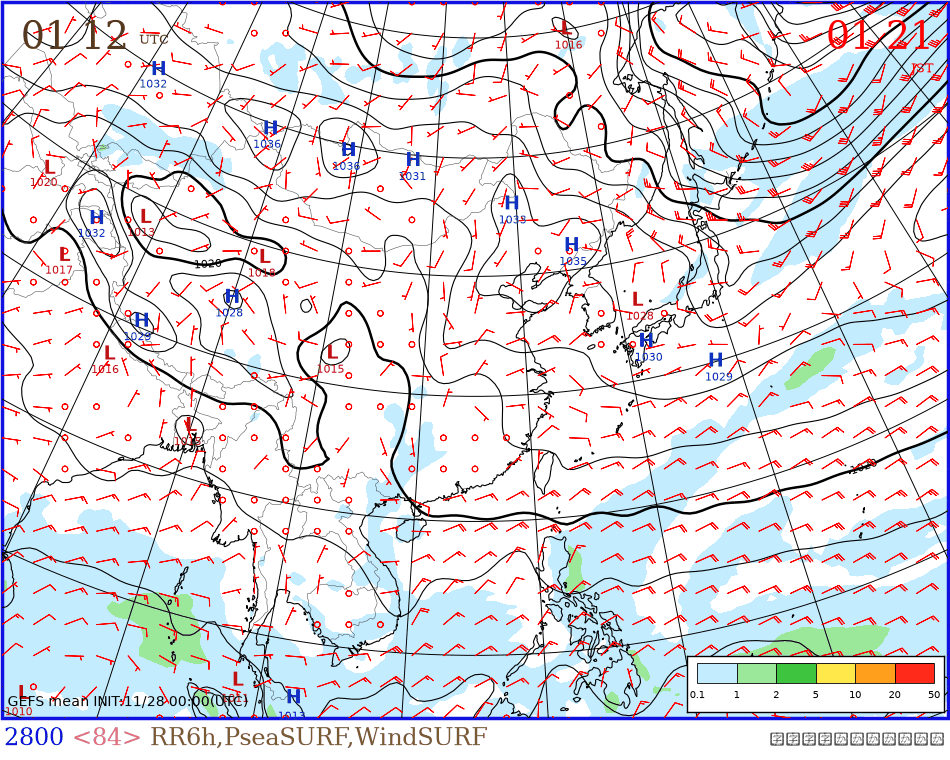 01 12 UTC
01 21 JST
L 1016
H 1032
H 1036
H 1036
H 1031
L 1020
H 1033
H 1032
L 1013
H 1035
L 1017
L 1018
1020
H 1028
L 1028
H 1029
H 1030
L 1016
L 1015
H 1029
L
1020
L
L
H 1013
1010
GEFS mean INIT:11/28 00:00(UTC)
0.1 1 2 5 10 20 50
2800 <84> RR6h,PseaSURF,WindSURF